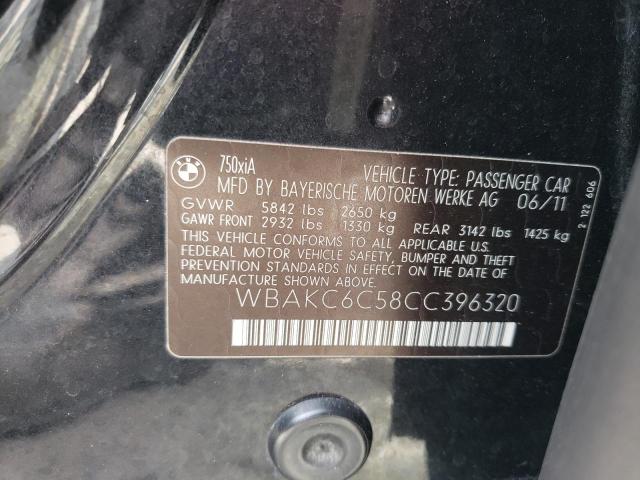 BMW
750xiA
VEHICLE TYPE: PASSENGER CAR
MFD BY BAYERISCHE MOTOREN WERKE AG 06/11
GVWR 5842 lbs 2650 kg
GAWR FRONT 2932 lbs 1330 kg REAR 3142 lbs 1425 kg
THIS VEHICLE CONFORMS TO ALL APPLICABLE U.S.
FEDERAL MOTOR VEHICLE SAFETY, BUMPER AND THEFT
PREVENTION STANDARDS IN EFFECT ON THE DATE OF
MANUFACTURE SHOWN ABOVE.
WBAKC6C58CC396320
2-122 606